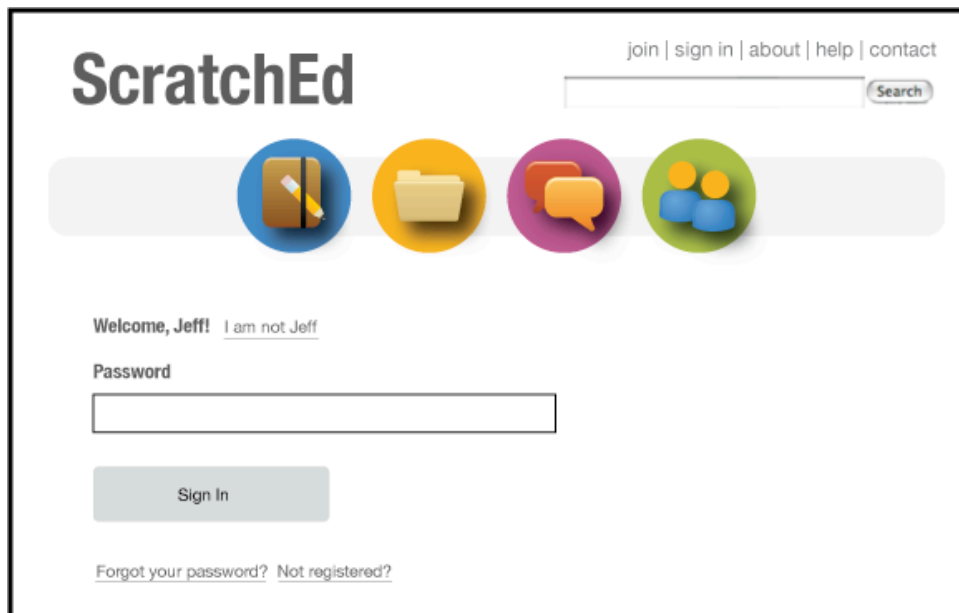 join | sign in | about | help | contact
ScratchEd
Search
Welcome, Jeff! I am not Jeff
Password
Sign In
Forgot your password? Not registered?